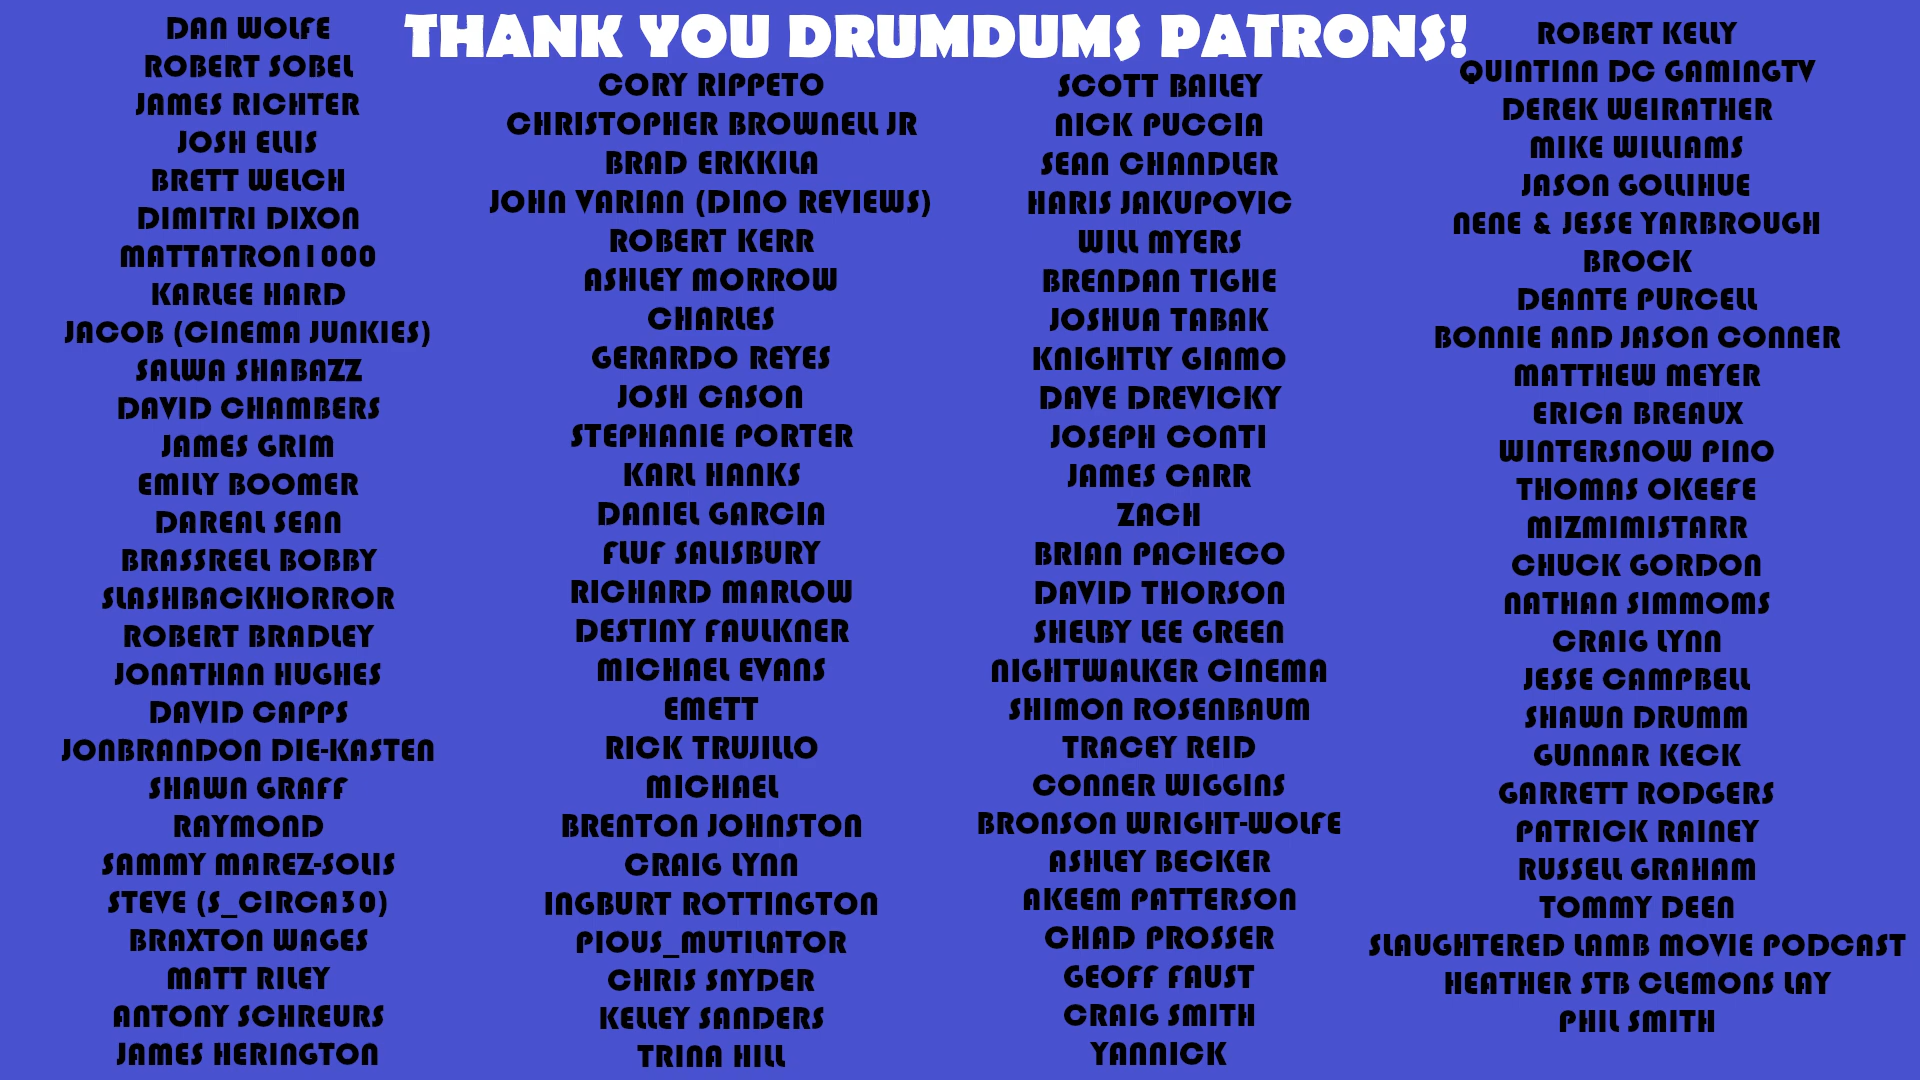 THANK YOU DRUMDUMS PATRONS!
DAN WOLFE
ROBERT SOBEL
JAMES RICHTER
JOSH ELLIS
BRETT WELCH
DIMITRI DIXON
MATTATRON1000
KARLEE HARD
JACOB (CINEMA JUNKIES)
SALWA SHABAZZ
DAVID CHAMBERS
JAMES GRIM
EMILY BOOMER
DAREAL SEAN
BRASSREEL BOBBY
SLASHBACKHORROR
ROBERT BRADLEY
JONATHAN HUGHES
DAVID CAPPS
JONBRANDON DIE-KASTEN
SHAWN GRAFF
RAYMOND
SAMMY MAREZ-SOLIS
STEVE (S_CIRCA30)
BRAXTON WAGES
MATT RILEY
ANTONY SCHREURS
JAMES HERINGTON
CORY RIPPETO
CHRISTOPHER BROWNELL JR
BRAD ERKKILA
JOHN VARIAN (DINO REVIEWS)
ROBERT KERR
ASHLEY MORROW
CHARLES
GERARDO REYES
JOSH CASON
STEPHANIE PORTER
KARL HANKS
DANIEL GARCIA
FLUF SALISBURY
RICHARD MARLOW
DESTINY FAULKNER
MICHAEL EVANS
EMETT
RICK TRUJILLO
MICHAEL
BRENTON JOHNSTON
CRAIG LYNN
INGBURT ROTTINGTON
PIOUS_MUTILATOR
CHRIS SNYDER
KELLEY SANDERS
TRINA HILL
SCOTT BAILEY
NICK PUCCIA
SEAN CHANDLER
HARIS JAKUPOVIC
WILL MYERS
BRENDAN TIGHE
JOSHUA TABAK
KNIGHTLY GIAMO
DAVE DREVICKY
JOSEPH CONTI
JAMES CARR
ZACH
BRIAN PACHECO
DAVID THORSON
SHELBY LEE GREEN
NIGHTWALKER CINEMA
SHIMON ROSENBAUM
TRACEY REID
CONNER WIGGINS
BRONSON WRIGHT-WOLFE
ASHLEY BECKER
AKEEM PATTERSON
CHAD PROSSER
GEOFF FAUST
CRAIG SMITH
YANNICK
ROBERT KELLY
QUINTINN DC GAMINGTV
DEREK WEIRATHER
MIKE WILLIAMS
JASON GOLLIHUE
NENE & JESSE YARBROUGH
BROCK
DEANTE PURCELL
BONNIE AND JASON CONNER
MATTHEW MEYER
ERICA BREAUX
WINTERSNOW PINO
THOMAS OKEEFE
MIZMIMISTARR
CHUCK GORDON
NATHAN SIMMOMS
CRAIG LYNN
JESSE CAMPBELL
SHAWN DRUMM
GUNNAR KECK
GARRETT RODGERS
PATRICK RAINEY
RUSSELL GRAHAM
TOMMY DEEN
SLAUGHTERED LAMB MOVIE PODCAST
HEATHER STB CLEMONS LAY
PHIL SMITH